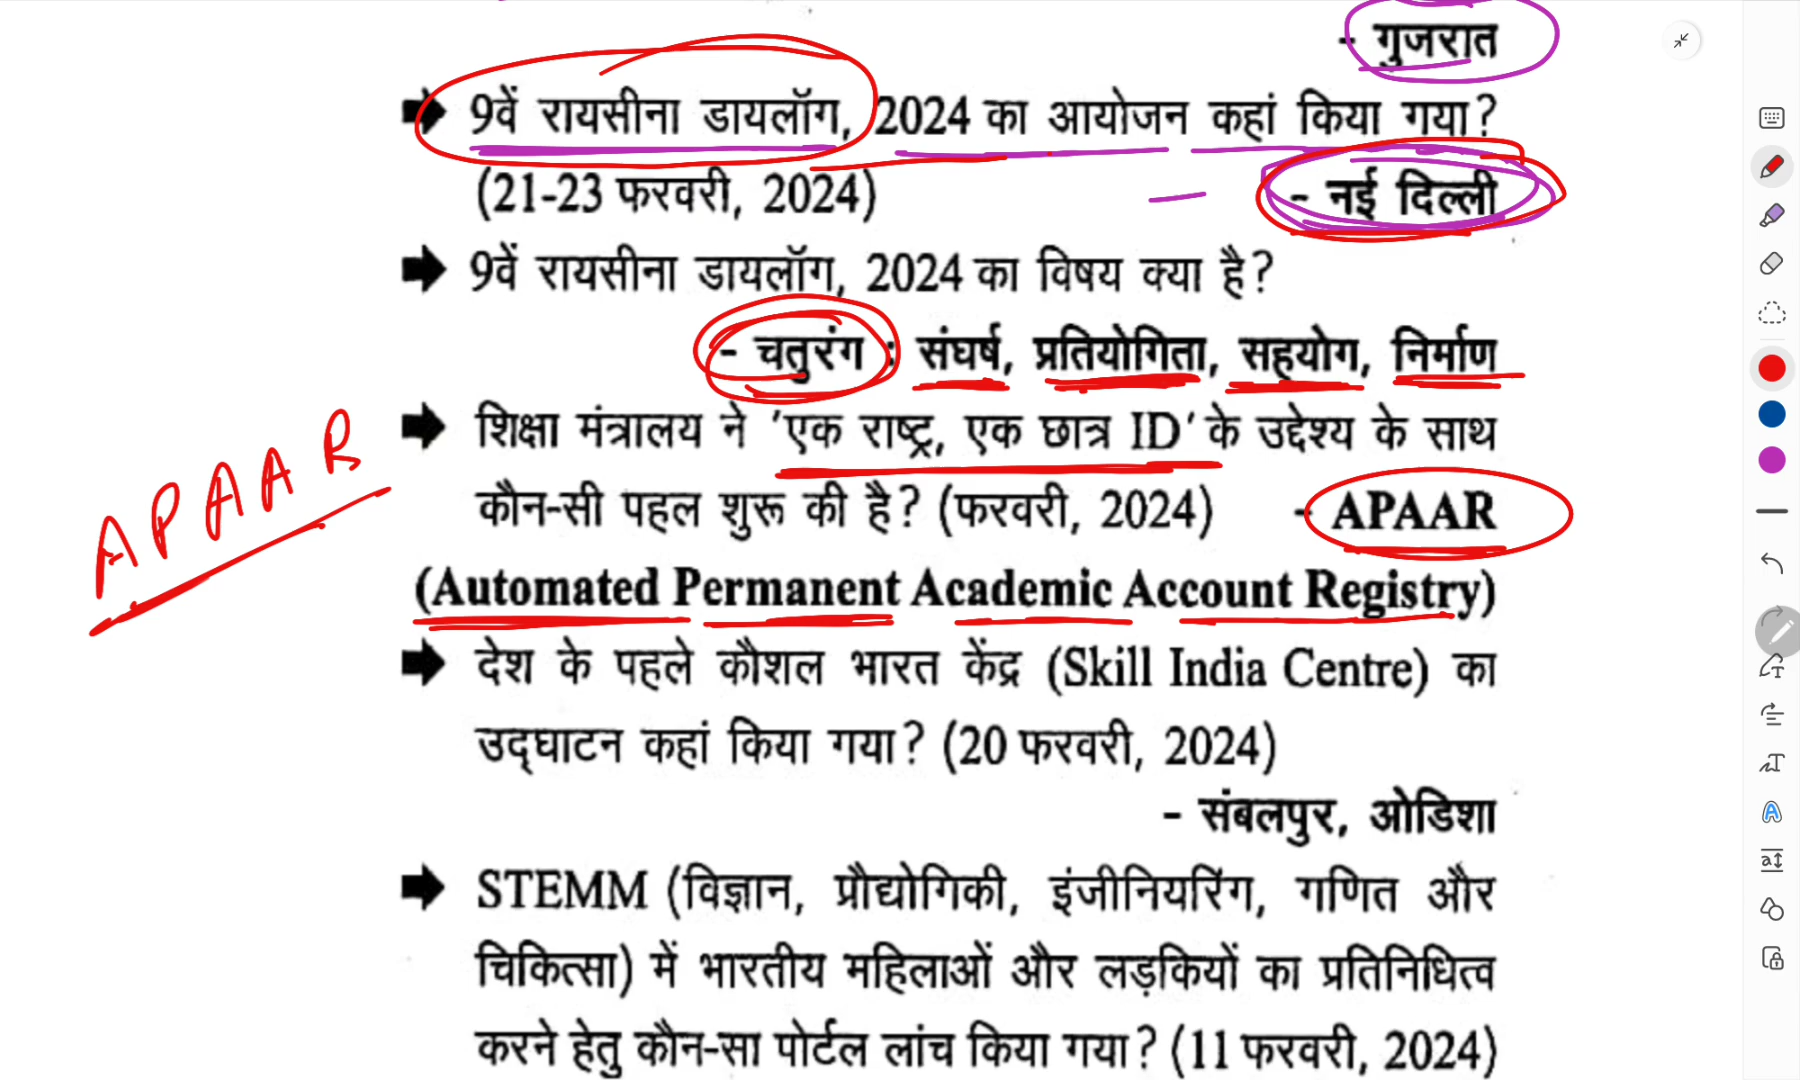 - गुजरात
9वें रायसीना डायलॉग, 2024 का आयोजन कहां किया गया?
(21-23 फरवरी, 2024) - नई दिल्ली
9वें रायसीना डायलॉग, 2024 का विषय क्या है?
- चतुरंग : संघर्ष, प्रतियोगिता, सहयोग, निर्माण
शिक्षा मंत्रालय ने 'एक राष्ट्र, एक छात्र ID' के उद्देश्य के साथ
कौन-सी पहल शुरू की है? (फरवरी, 2024) - APAAR
APAAR
(Automated Permanent Academic Account Registry)
देश के पहले कौशल भारत केंद्र (Skill India Centre) का
उद्घाटन कहां किया गया? (20 फरवरी, 2024)
- संबलपुर, ओडिशा
STEMM (विज्ञान, प्रौद्योगिकी, इंजीनियरिंग, गणित और
चिकित्सा) में भारतीय महिलाओं और लड़कियों का प्रतिनिधित्व
करने हेतु कौन-सा पोर्टल लांच किया गया? (11 फरवरी, 2024)